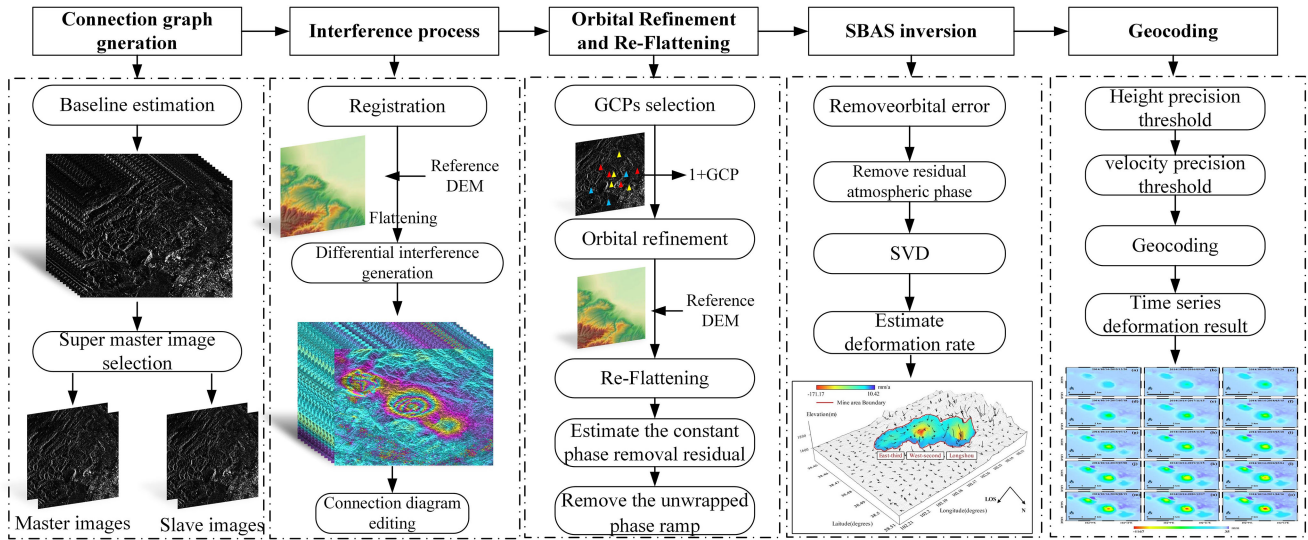 Connection graph
gneration
Interference process
Orbital Refinement
and Re-Flattening
SBAS inversion
Geocoding
Baseline estimation
Super master image
selection
Master images
Slave images
Registration
Reference
DEM
Flattening
Differential interference
generation
Connection diagram
editing
GCPs selection
1+GCP
Orbital refinement
Reference
DEM
Re-Flattening
Estimate the constant
phase removal residual
Remove the unwrapped
phase ramp
Removeorbital error
Remove residual
atmospheric phase
SVD
Estimate
deformation rate
mm/a
-171.17
10.42
Mine area Boundary
Elevation(m)
East-third
West-second
Longshou
Latitude(degrees)
Longitude(degrees)
LOS
N
Height precision
threshold
velocity precision
threshold
Geocoding
Time series
deformation result